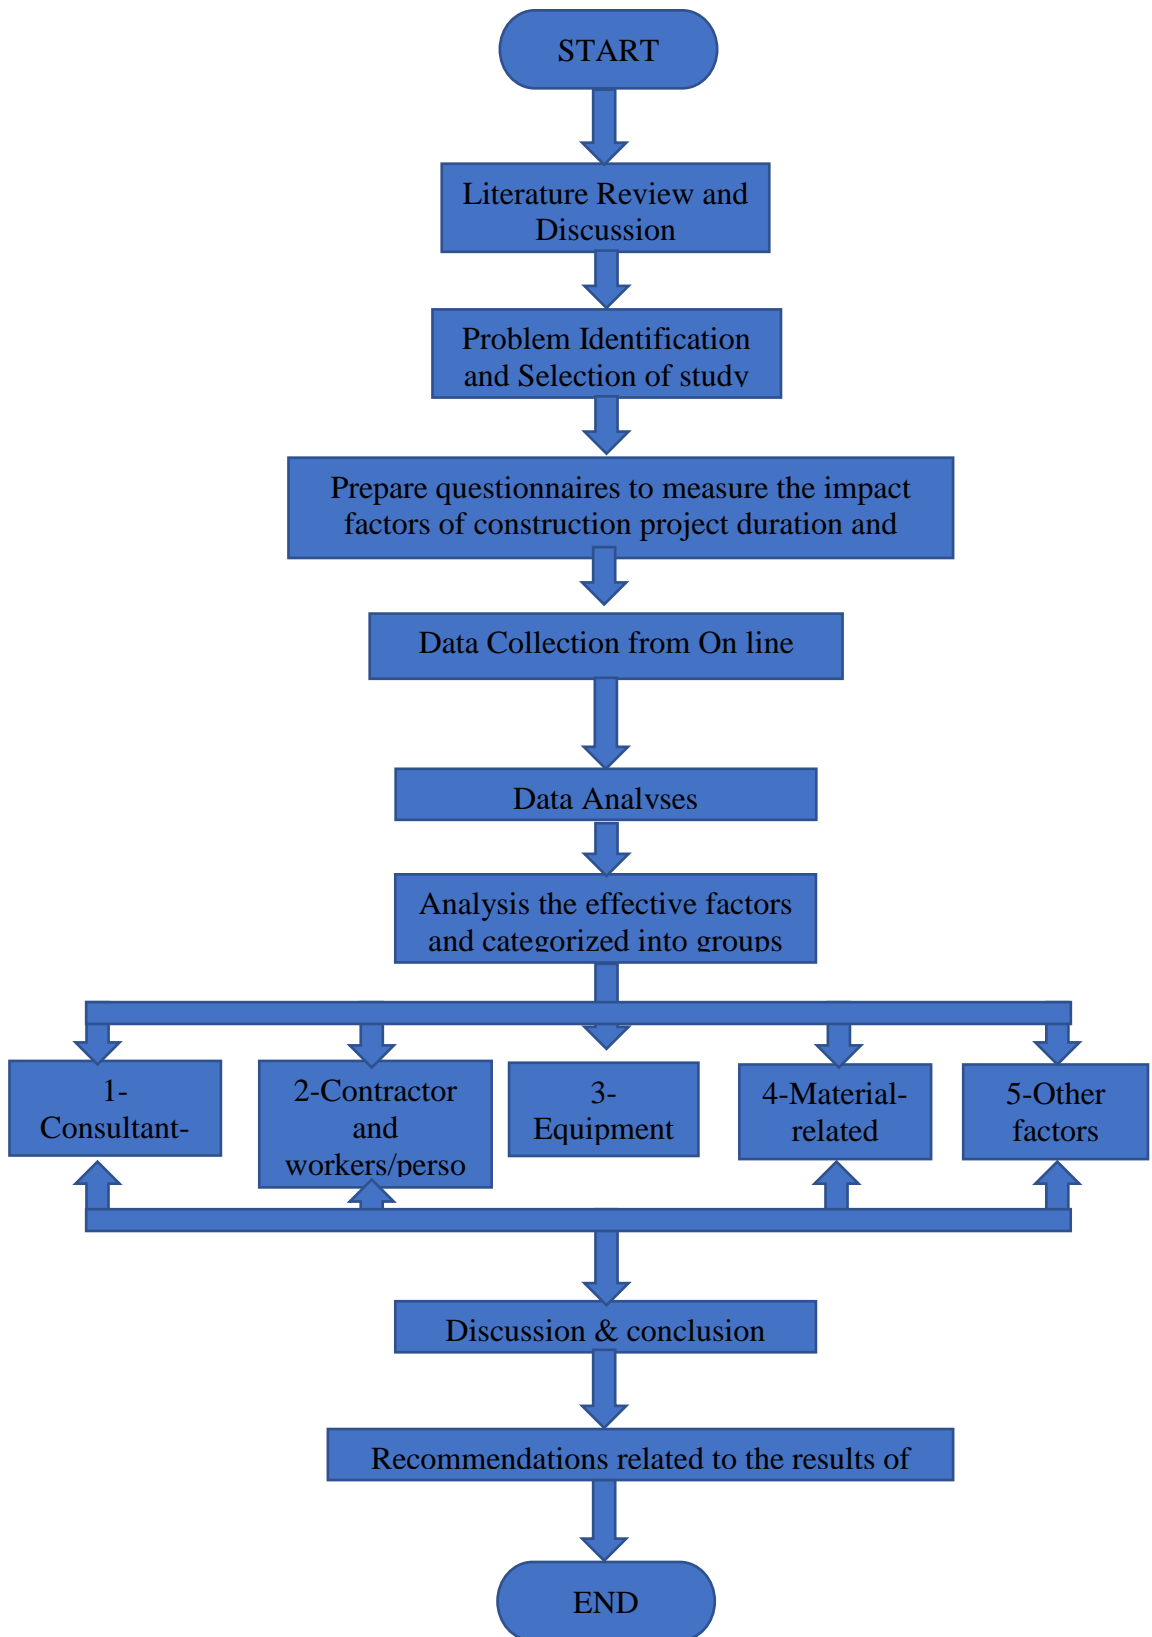 START
Literature Review and
Discussion
Problem Identification
and Selection of study
Prepare questionnaires to measure the impact
factors of construction project duration and
Data Collection from On line
Data Analyses
Analysis the effective factors
and categorized into groups
1-
Consultant-
2-Contractor
and
workers/perso
3-
Equipment
4-Material-
related
5-Other
factors
Discussion & conclusion
Recommendations related to the results of
END